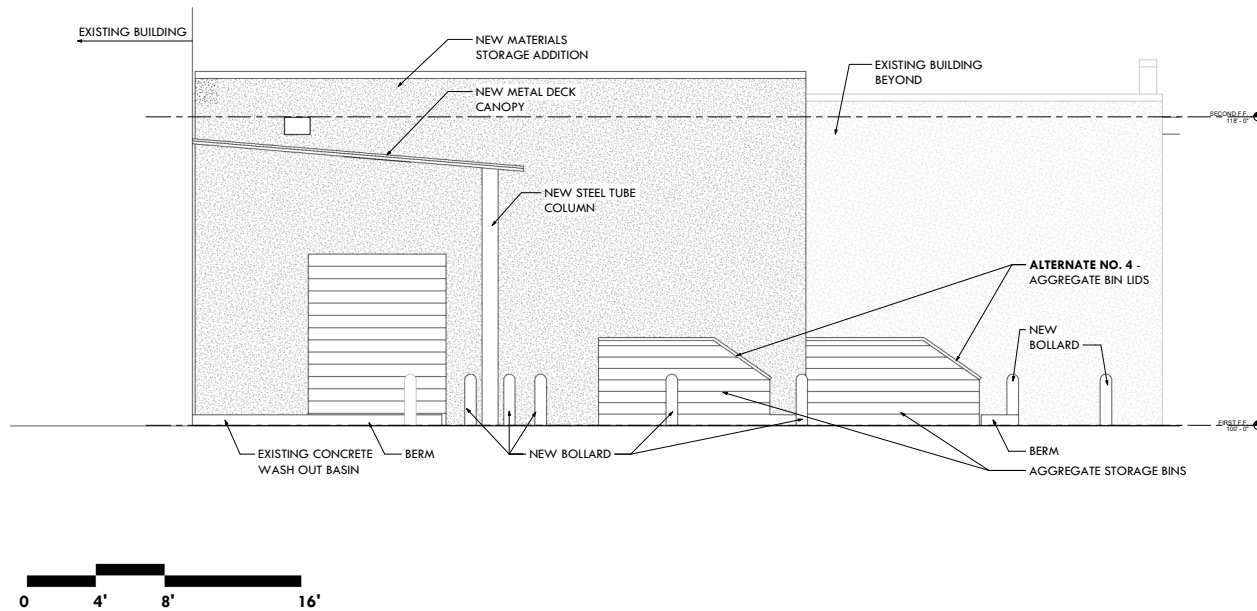 EXISTING BUILDING
NEW MATERIALS
STORAGE ADDITION
EXISTING BUILDING
BEYOND
NEW METAL DECK
CANOPY
SECOND F.F.
118' - 0"
NEW STEEL TUBE
COLUMN
ALTERNATE NO. 4 -
AGGREGATE BIN LIDS
NEW
BOLLARD
FIRST F.F.
100' - 0"
EXISTING CONCRETE
WASH OUT BASIN
BERM
NEW BOLLARD
BERM
AGGREGATE STORAGE BINS
0 4' 8' 16'